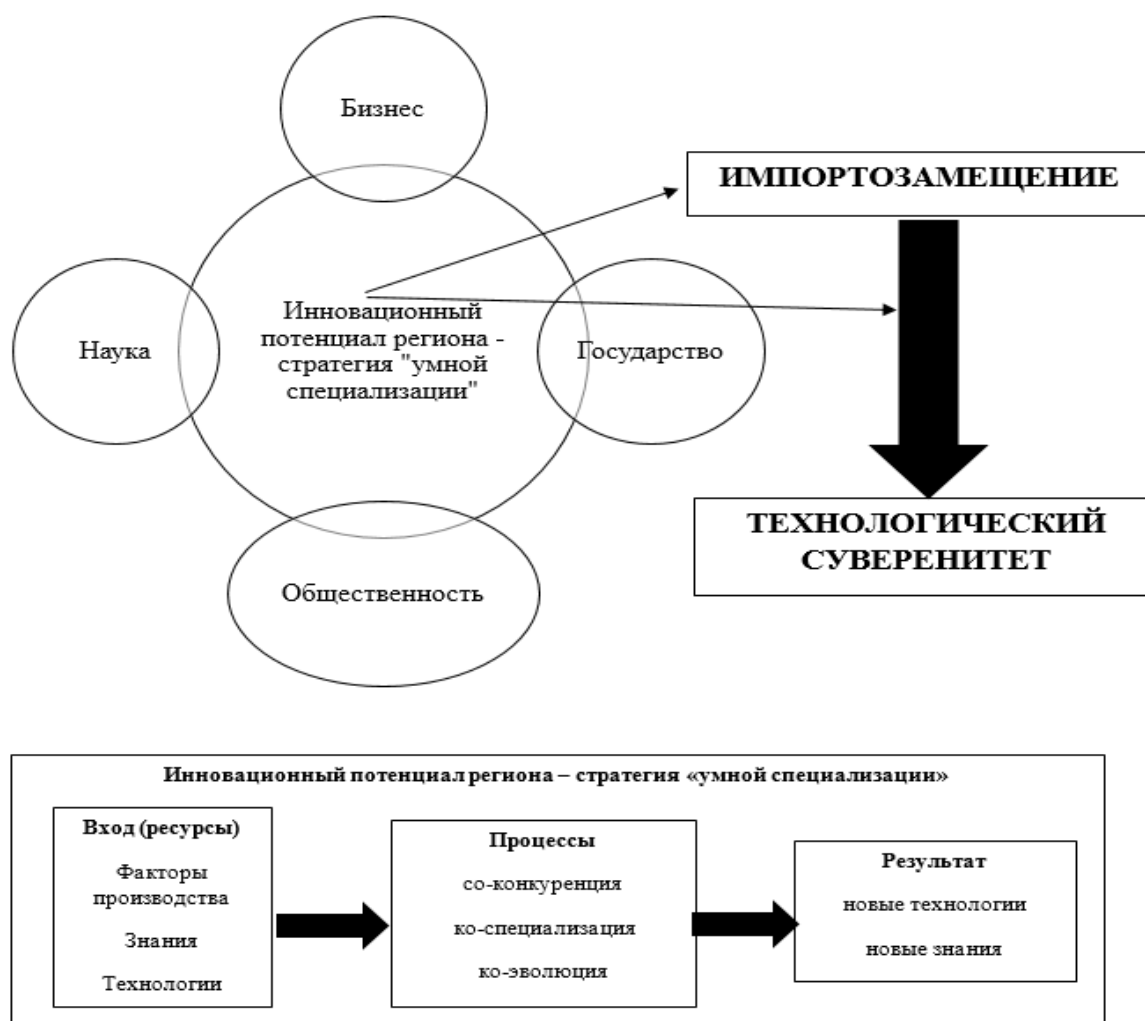 Бизнес
ИМПОРТОЗАМЕЩЕНИЕ
Наука
Инновационный
потенциал региона -
стратегия "умной
специализации"
Государство
ТЕХНОЛОГИЧЕСКИЙ
СУВЕРЕНИТЕТ
Общественность
Инновационный потенциал региона – стратегия «умной специализации»
Вход (ресурсы)
Факторы
производства
Знания
Технологии
Процессы
со-конкуренция
ко-специализация
ко-эволюция
Результат
новые технологии
новые знания